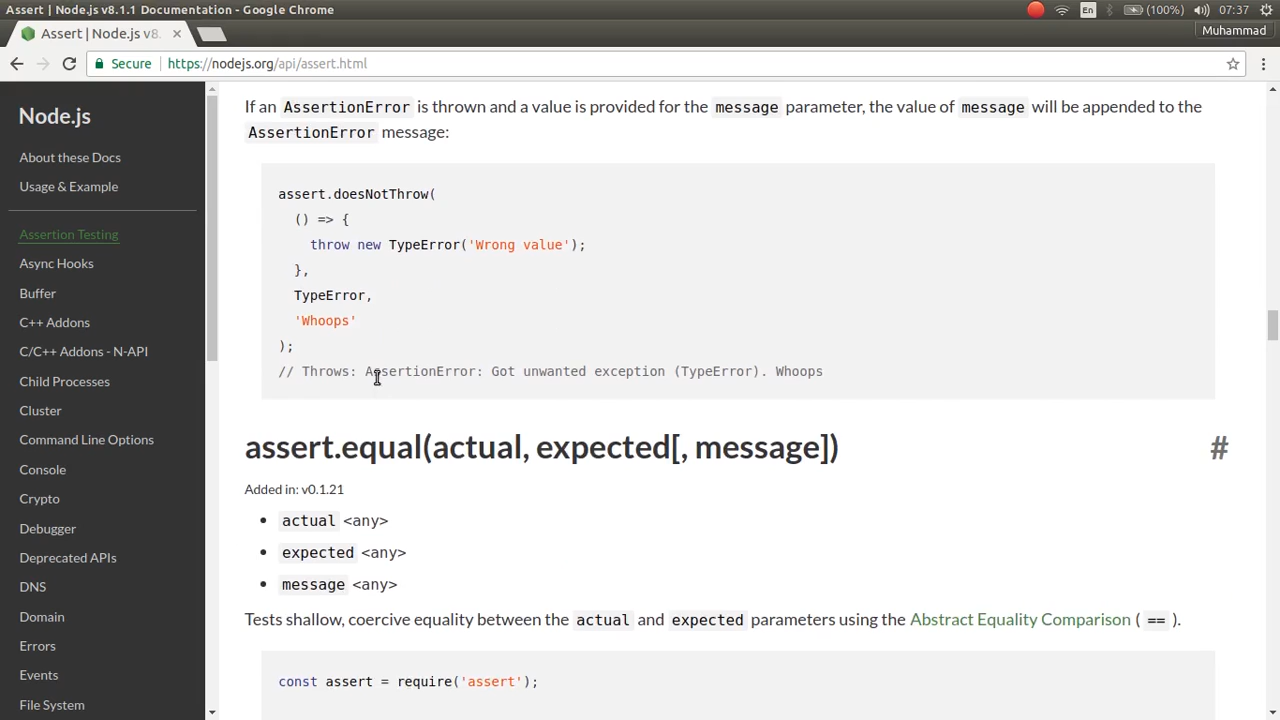 Assert | Node.js v8.1.1 Documentation - Google Chrome
En (100%) 07:37
Assert | Node.js v8. ×
Muhammad
Secure https://nodejs.org/api/assert.html
Node.js
About these Docs
Usage & Example
Assertion Testing
Async Hooks
Buffer
C++ Addons
C/C++ Addons - N-API
Child Processes
Cluster
Command Line Options
Console
Crypto
Debugger
Deprecated APIs
DNS
Domain
Errors
Events
File System
If an AssertionError is thrown and a value is provided for the message parameter, the value of message will be appended to the
AssertionError message:
assert.doesNotThrow(
() => {
throw new TypeError('Wrong value');
},
TypeError,
'Whoops'
);
// Throws: AssertionError: Got unwanted exception (TypeError). Whoops
assert.equal(actual, expected[, message]) #
Added in: v0.1.21
• actual <any>
• expected <any>
• message <any>
Tests shallow, coercive equality between the actual and expected parameters using the Abstract Equality Comparison ( == ).
const assert = require('assert');